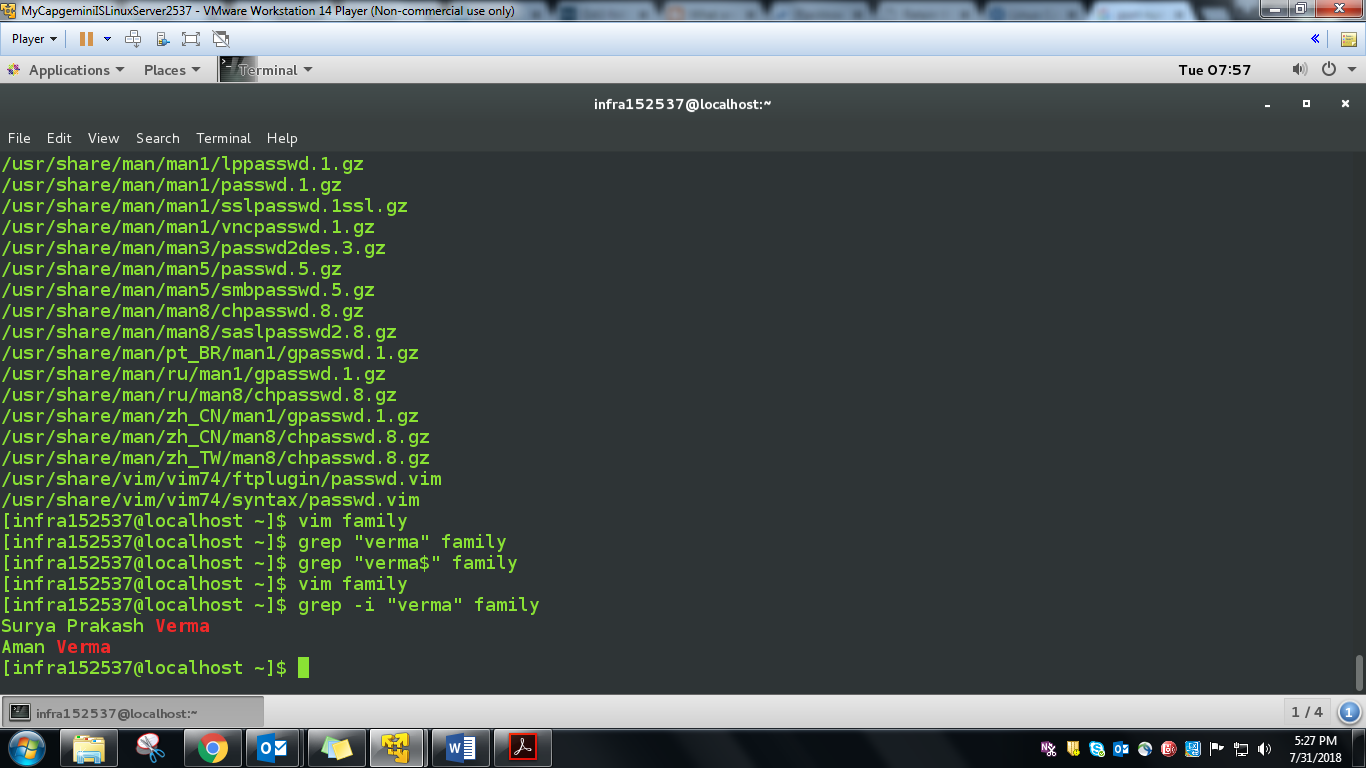 MyCapgeminiISLinuxServer2537 - VMware Workstation 14 Player (Non-commercial use only)
Player
Applications Places Terminal Tue 07:57
infra152537@localhost:~
File Edit View Search Terminal Help
/usr/share/man/man1/lppasswd.1.gz
/usr/share/man/man1/passwd.1.gz
/usr/share/man/man1/sslpasswd.1ssl.gz
/usr/share/man/man1/vncpasswd.1.gz
/usr/share/man/man3/passwd2des.3.gz
/usr/share/man/man5/passwd.5.gz
/usr/share/man/man5/smbpasswd.5.gz
/usr/share/man/man8/chpasswd.8.gz
/usr/share/man/man8/saslpasswd2.8.gz
/usr/share/man/pt_BR/man1/gpasswd.1.gz
/usr/share/man/ru/man1/gpasswd.1.gz
/usr/share/man/ru/man8/chpasswd.8.gz
/usr/share/man/zh_CN/man1/gpasswd.1.gz
/usr/share/man/zh_CN/man8/chpasswd.8.gz
/usr/share/man/zh_TW/man8/chpasswd.8.gz
/usr/share/vim/vim74/ftplugin/passwd.vim
/usr/share/vim/vim74/syntax/passwd.vim
[infra152537@localhost ~]$ vim family
[infra152537@localhost ~]$ grep "verma" family
[infra152537@localhost ~]$ grep "verma$" family
[infra152537@localhost ~]$ vim family
[infra152537@localhost ~]$ grep -i "verma" family
Surya Prakash Verma
Aman Verma
[infra152537@localhost ~]$
infra152537@localhost:~ 1 / 4 1
5:27 PM
7/31/2018